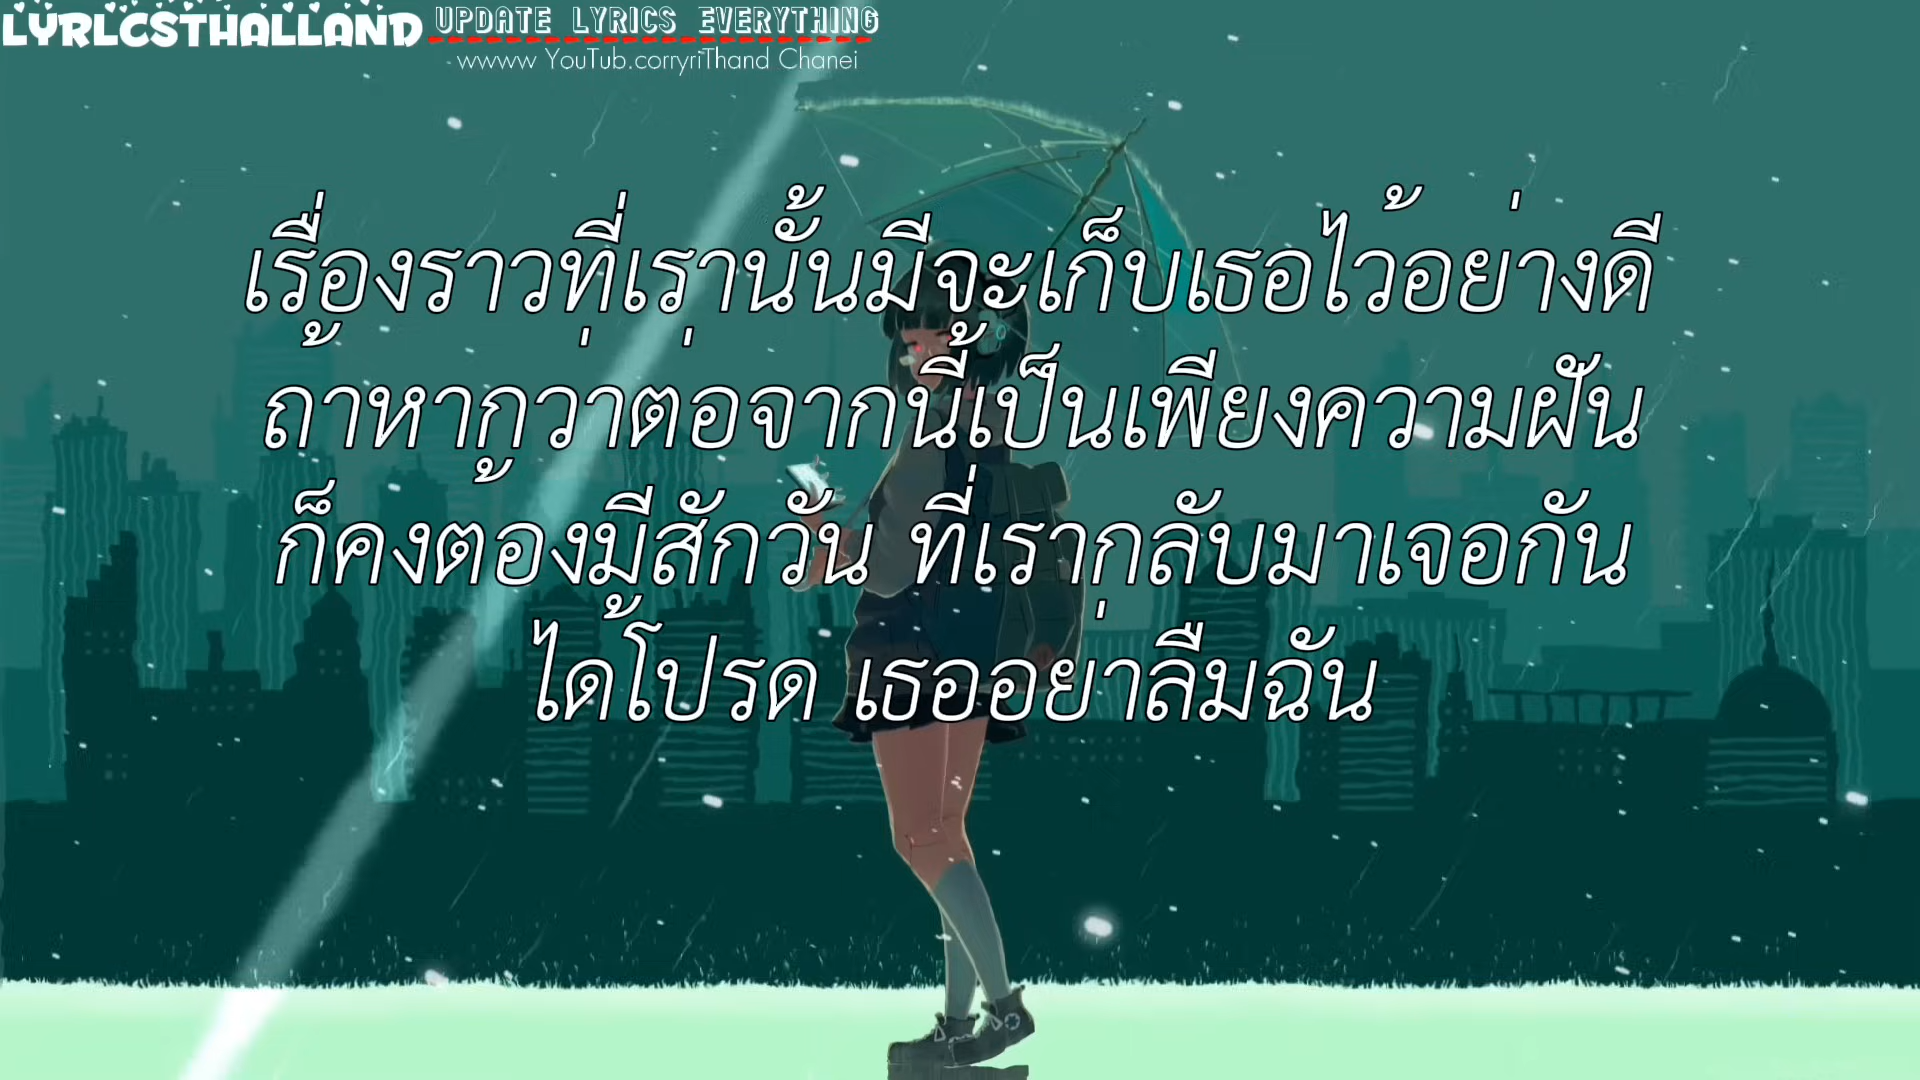 LYRLCSTHALLAND UPDATE LYRICS EVERYTHING
- wwww YouTub.corryriThand Chanei
เรื่องราวที่เรานั้นมีจะเก็บเธอไว้อย่างดี
ถ้าหากูว่าต่อจากนี้เป็นเพียงความฝัน
ก็คงต้องมีสักวัน ที่เรากลับมาเจอกัน
ได้โปรด เธออย่าลืมฉัน